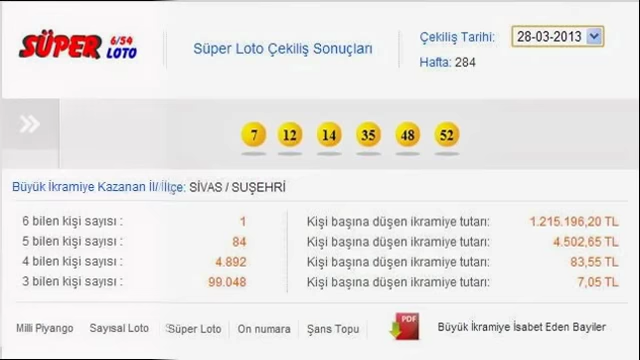 SÜPER 6/54 LOTO
Süper Loto Çekiliş Sonuçları
Çekiliş Tarihi: 28-03-2013
Hafta: 284
7 12 14 35 48 52
Büyük İkramiye Kazanan İl/İlçe: SİVAS / SUŞEHRİ
6 bilen kişi sayısı : 1 Kişi başına düşen ikramiye tutarı: 1.215.196,20 TL
5 bilen kişi sayısı : 84 Kişi başına düşen ikramiye tutarı: 4.502,65 TL
4 bilen kişi sayısı : 4.892 Kişi başına düşen ikramiye tutarı: 83,55 TL
3 bilen kişi sayısı : 99.048 Kişi başına düşen ikramiye tutarı: 7,05 TL
Milli Piyango Sayısal Loto Süper Loto On numara Şans Topu PDF Büyük İkramiye İsabet Eden Bayiler